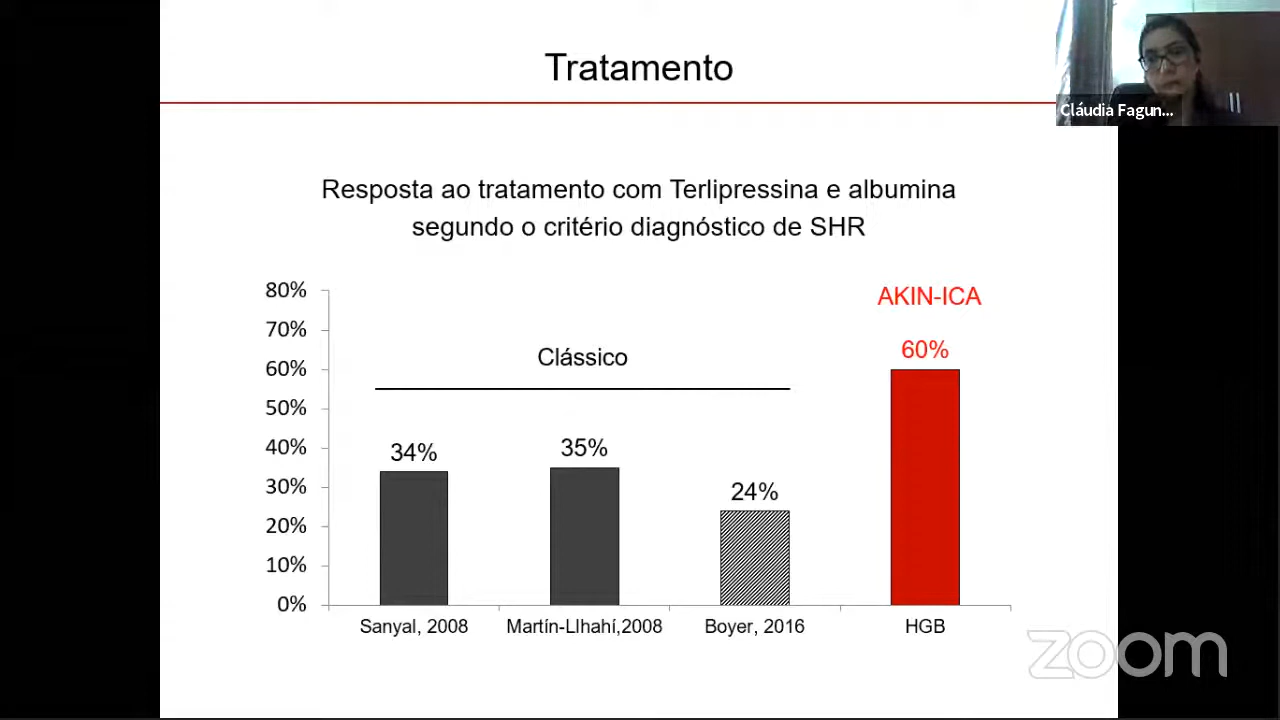 Tratamento
Cláudia Fagun...
Resposta ao tratamento com Terlipressina e albumina
segundo o critério diagnóstico de SHR
80%
70%
60%
50%
40%
30%
20%
10%
0%
AKIN-ICA
60%
Clássico
34%
35%
24%
Sanyal, 2008
Martín-Llhahí,2008
Boyer, 2016
HGB
zoom